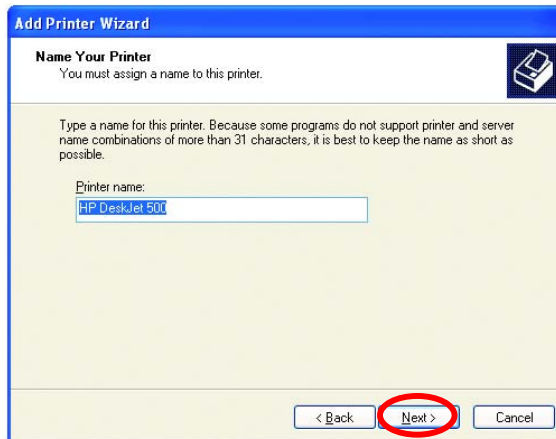 Add Printer Wizard
Name Your Printer
You must assign a name to this printer.
Type a name for this printer. Because some programs do not support printer and server
name combinations of more than 31 characters, it is best to keep the name as short as
possible.
Printer name:
HP DeskJet 500
< Back Next > Cancel